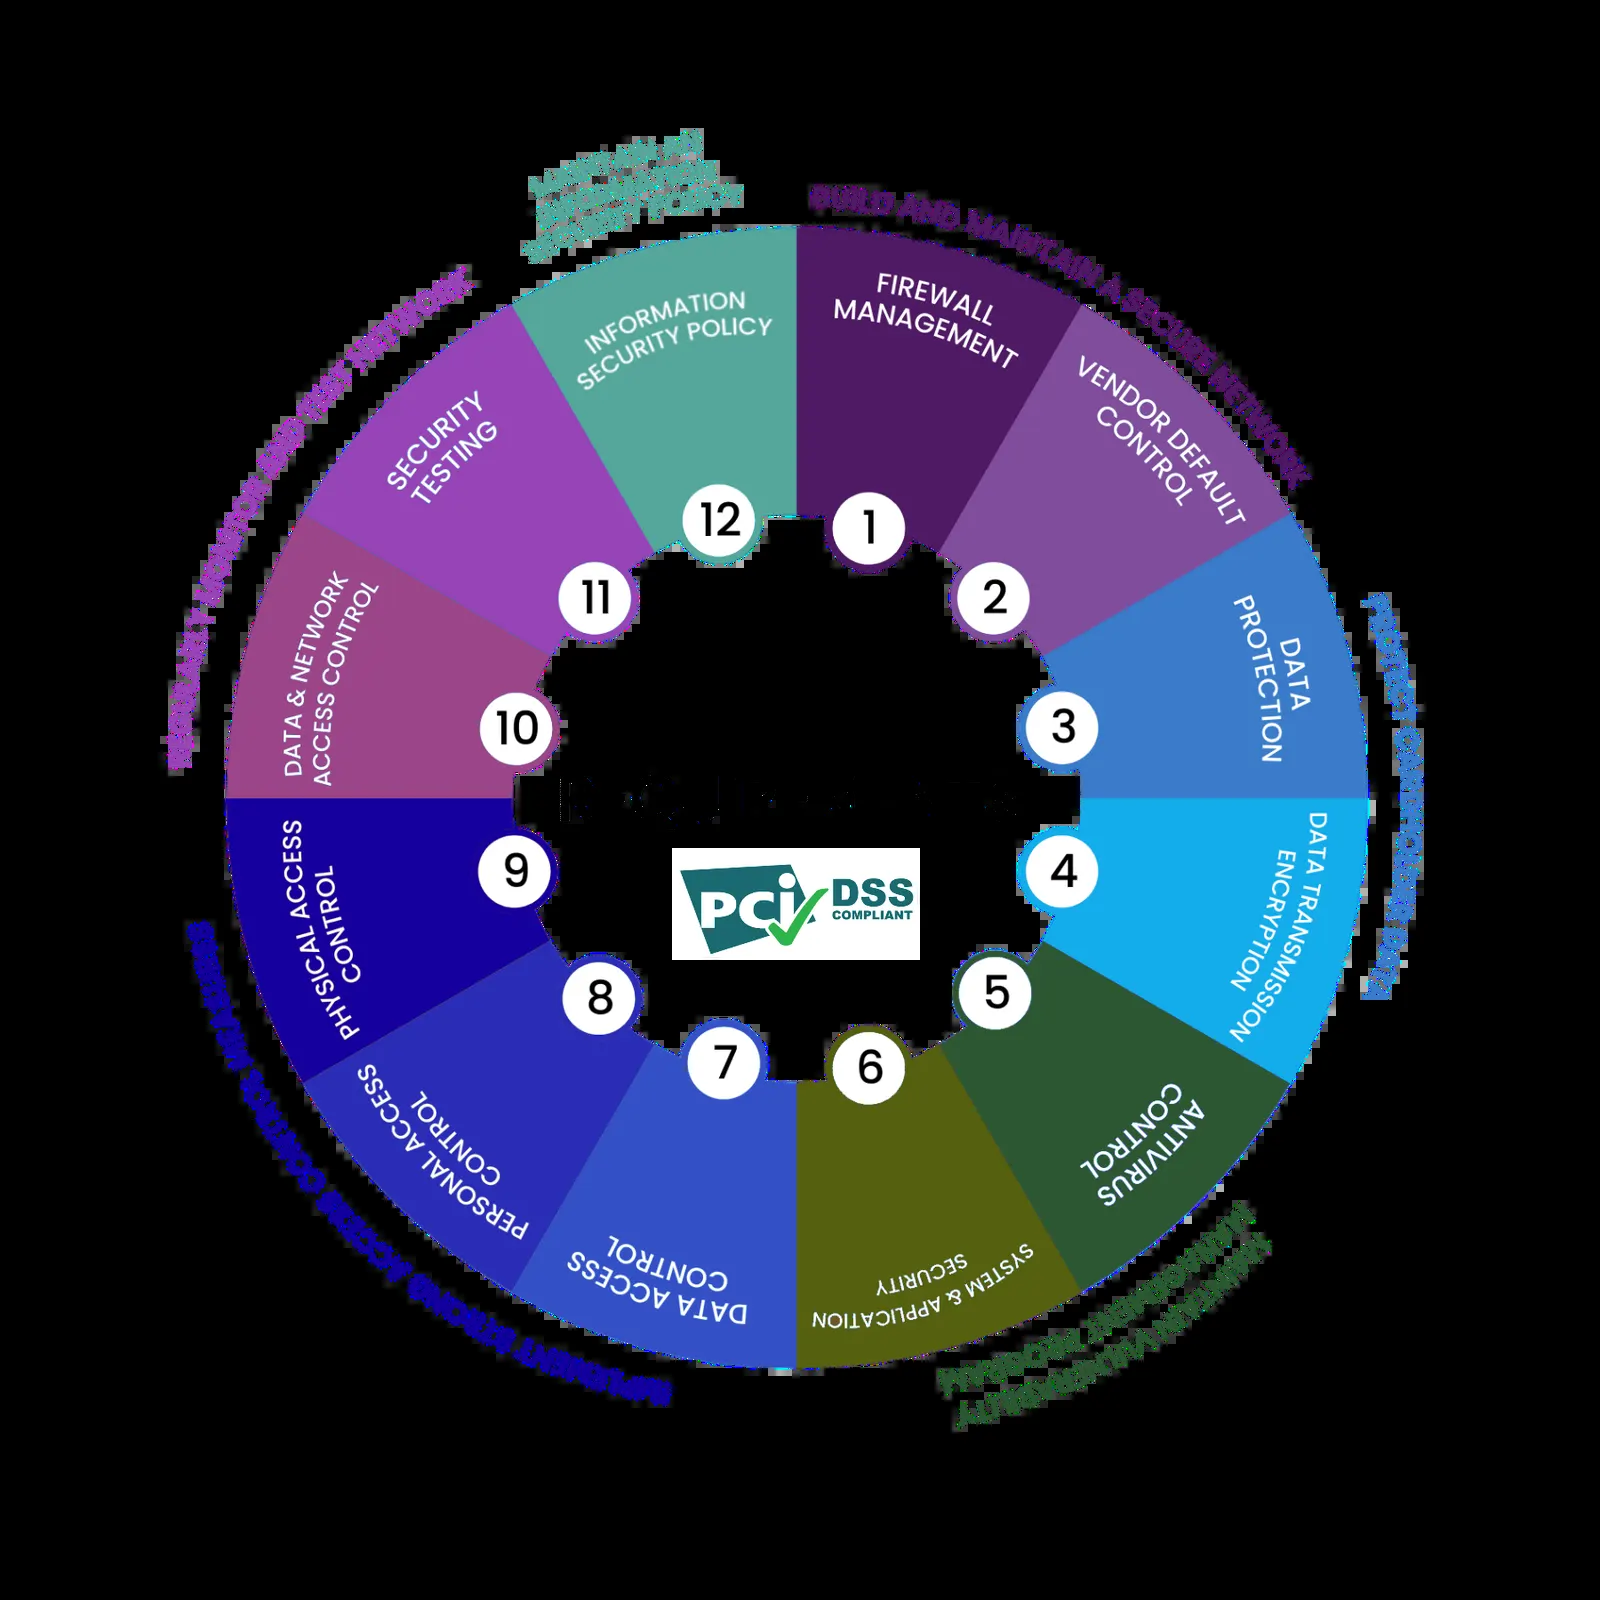 MAINTAIN AN
INFORMATION
SECURITY POLICY
BUILD AND MAINTAIN A SECURE NETWORK
PROTECT CARDHOLDER DATA
MAINTAIN VULNERABILITY
MANAGEMENT PROGRAM
IMPLEMENT STRONG ACCESS CONTROL MEASURES
REGULARLY MONITOR AND TEST NETWORK
FIREWALL
MANAGEMENT
1
VENDOR DEFAULT
CONTROL
2
DATA
PROTECTION
3
DATA TRANSMISSION
ENCRYPTION
4
ANTIVIRUS
CONTROL
5
SYSTEM & APPLICATION
SECURITY
6
DATA ACCESS
CONTROL
7
PERSONAL ACCESS
CONTROL
8
PHYSICAL ACCESS
CONTROL
9
DATA & NETWORK
ACCESS CONTROL
10
SECURITY
TESTING
11
INFORMATION
SECURITY POLICY
12
PCi DSS
COMPLIANT